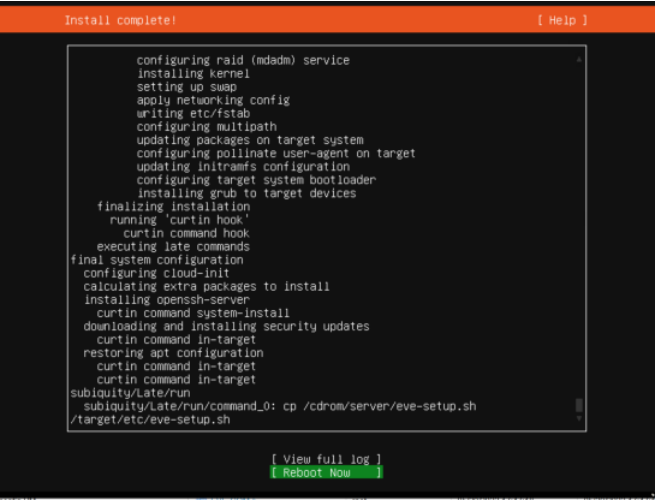 Install complete!
[ Help ]
configuring raid (mdadm) service
installing kernel
setting up swap
apply networking config
writing etc/fstab
configuring multipath
updating packages on target system
configuring pollinate user-agent on target
updating initramfs configuration
configuring target system bootloader
installing grub to target devices
finalizing installation
running 'curtin hook'
curtin command hook
executing late commands
final system configuration
configuring cloud-init
calculating extra packages to install
installing openssh-server
curtin command system-install
downloading and installing security updates
curtin command in-target
restoring apt configuration
curtin command in-target
curtin command in-target
subiquity/Late/run
subiquity/Late/run/command_0: cp /cdrom/server/eve-setup.sh
/target/etc/eve-setup.sh
[ View full log ]
[ Reboot Now ]